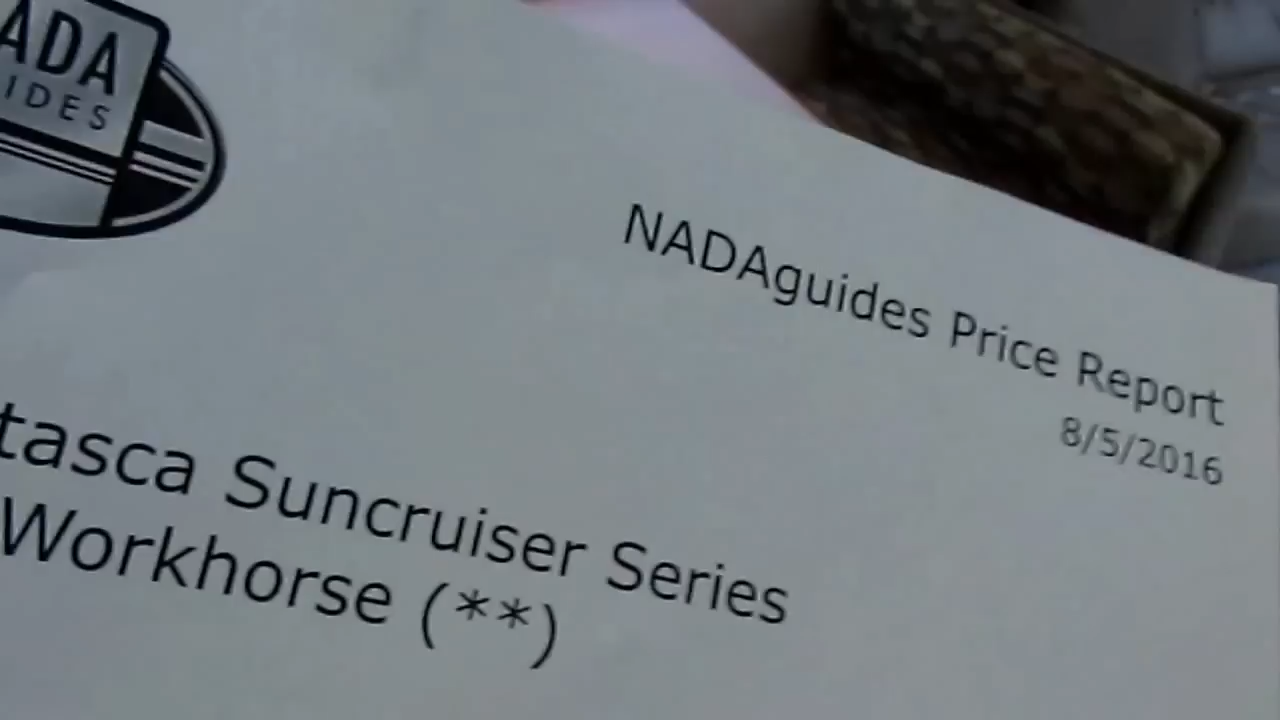 ADA
IDES
NADAguides Price Report
8/5/2016
tasca Suncruiser Series
Workhorse (**)